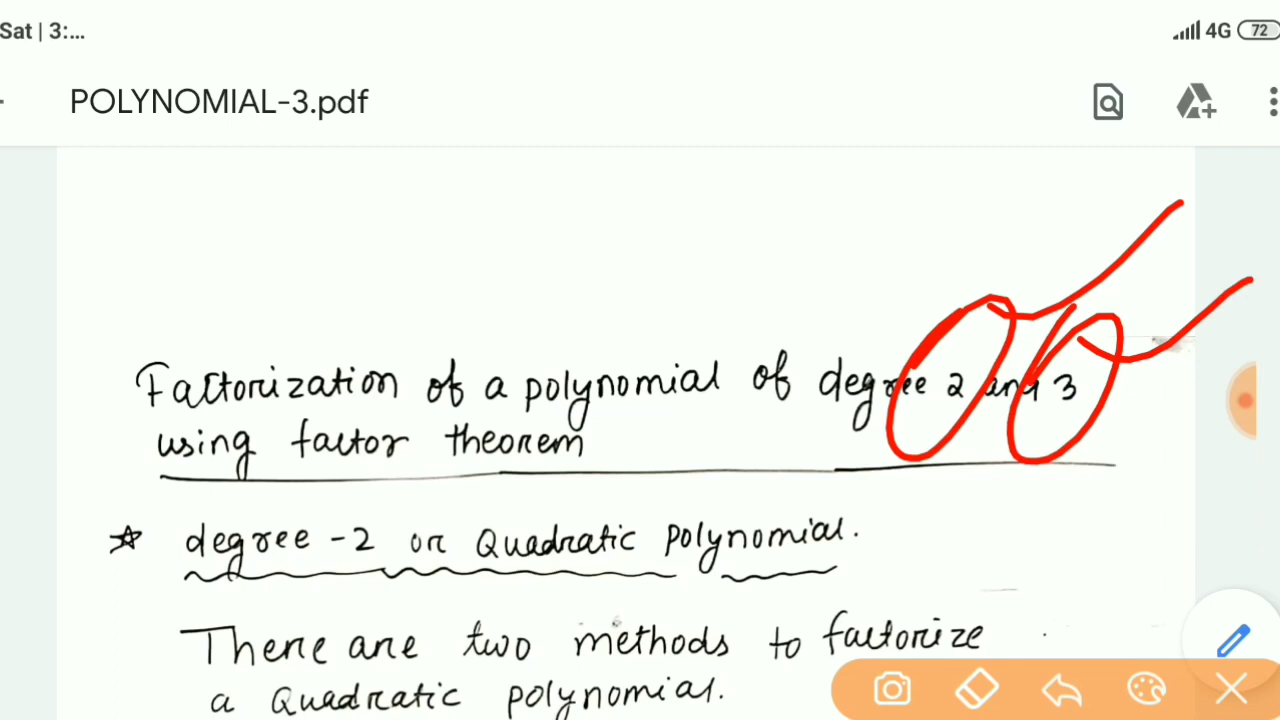 Sat | 3:...
4G 72
POLYNOMIAL-3.pdf
Factorization of a polynomial of degree 2 and 3
using factor theorem
degree -2 or Quadratic polynomial.
There are two methods to factorize
a Quadratic polynomial.